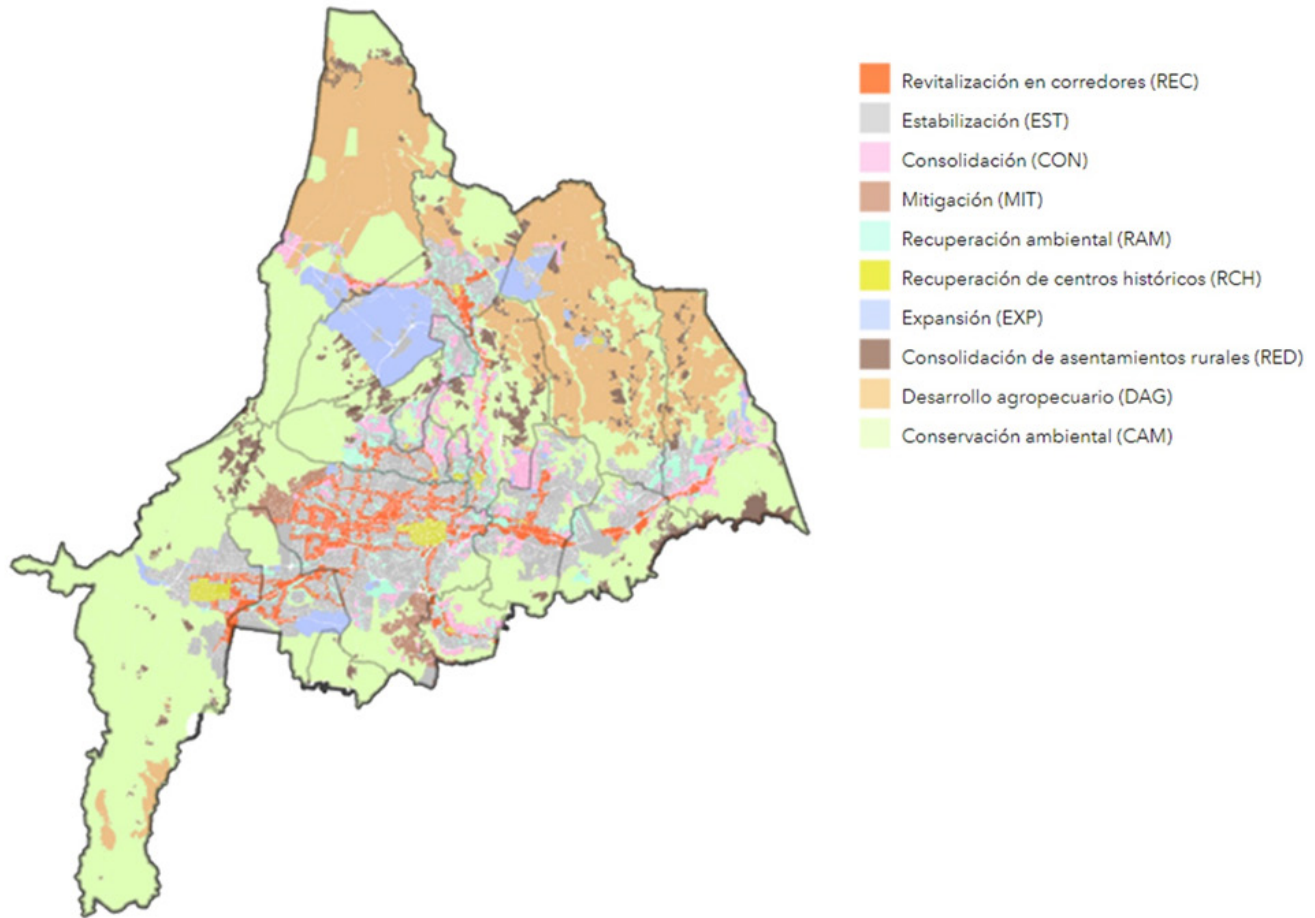 Revitalización en corredores (REC)
Estabilización (EST)
Consolidación (CON)
Mitigación (MIT)
Recuperación ambiental (RAM)
Recuperación de centros históricos (RCH)
Expansión (EXP)
Consolidación de asentamientos rurales (RED)
Desarrollo agropecuario (DAG)
Conservación ambiental (CAM)